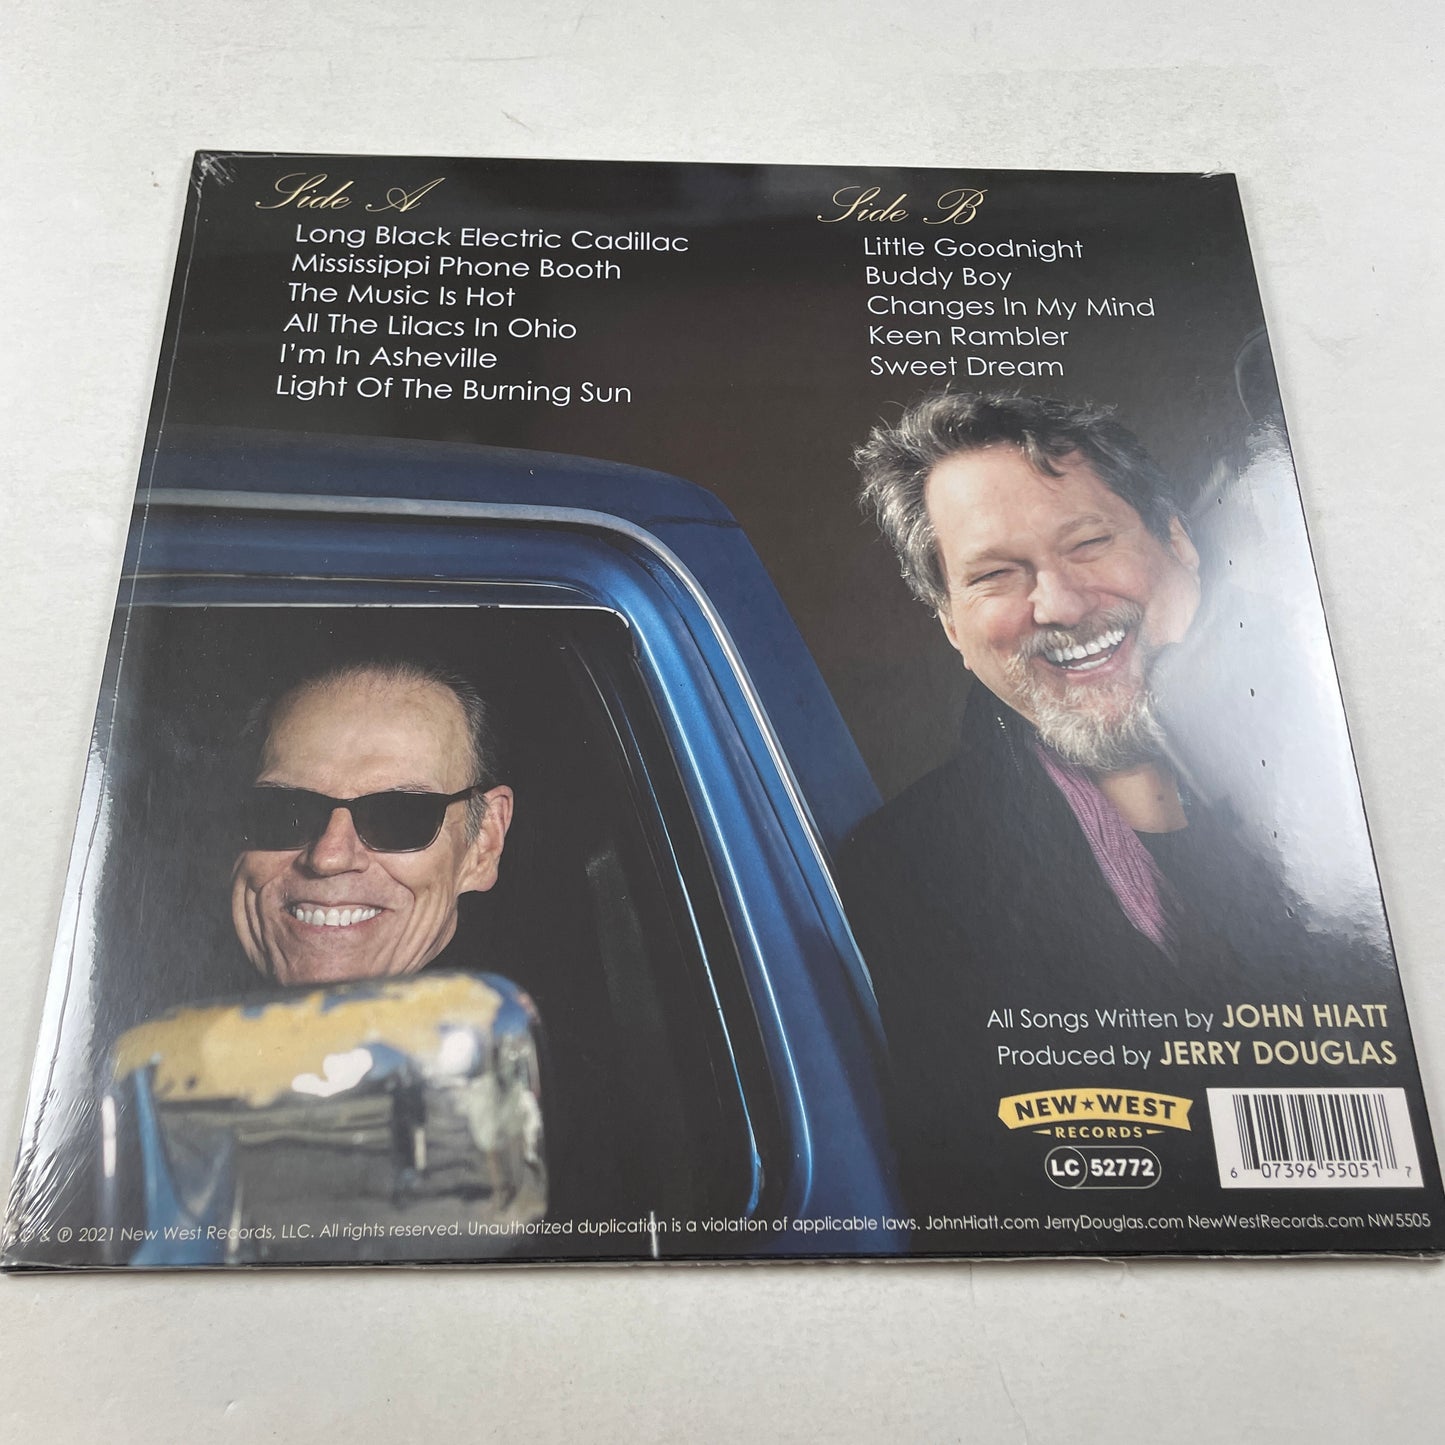 Side A
Long Black Electric Cadillac
Mississippi Phone Booth
The Music Is Hot
All The Lilacs In Ohio
I'm In Asheville
Light Of The Burning Sun
Side B
Little Goodnight
Buddy Boy
Changes In My Mind
Keen Rambler
Sweet Dream
All Songs Written by JOHN HIATT
Produced by JERRY DOUGLAS
NEW★WEST
RECORDS
LC 52772
6 07396 55051 7
© & ℗ 2021 New West Records, LLC. All rights reserved. Unauthorized duplication is a violation of applicable laws. JohnHiatt.com JerryDouglas.com NewWestRecords.com NW5505